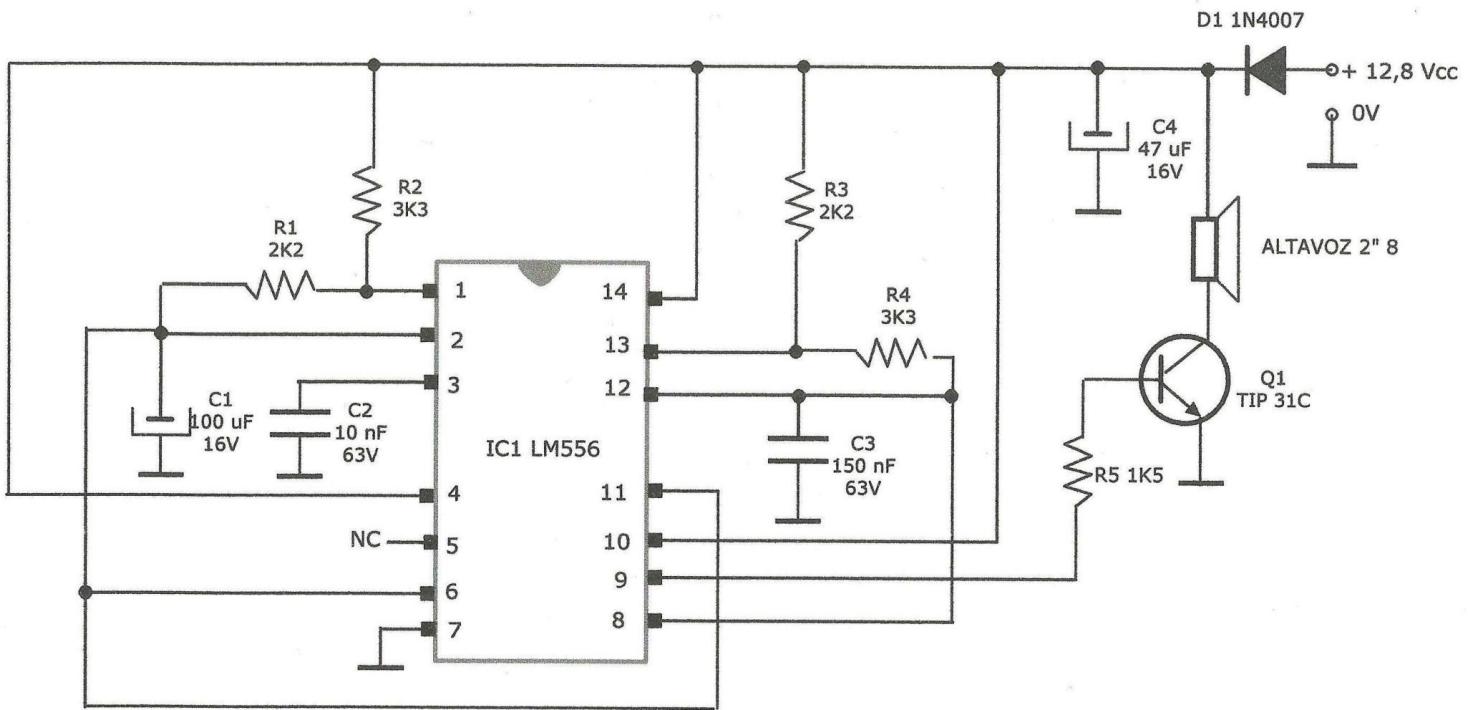 D1 1N4007
+ 12,8 Vcc
0V
C4
47 uF
16V
R2
3K3
R3
2K2
R1
2K2
ALTAVOZ 2" 8
R4
3K3
1
2
3
4
5
6
7
14
13
12
11
10
9
8
IC1 LM556
C1
100 uF
16V
C2
10 nF
63V
C3
150 nF
63V
NC
Q1
TIP 31C
R5 1K5